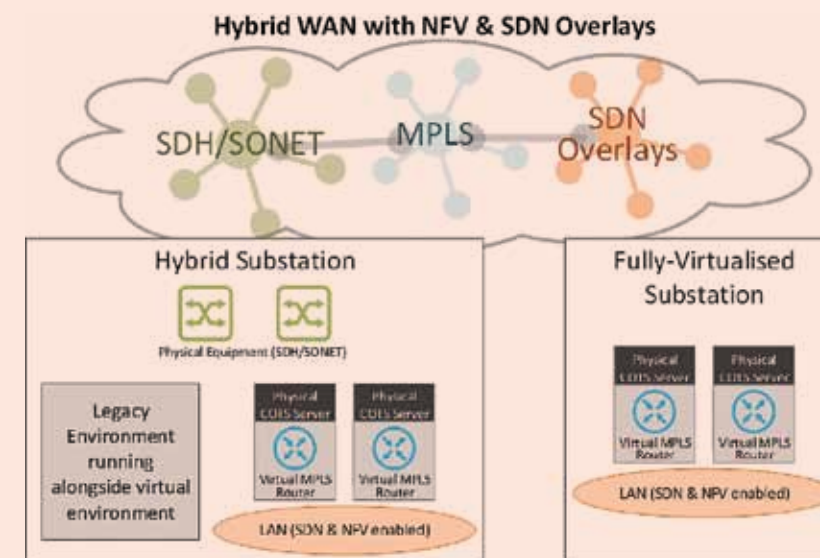 Hybrid WAN with NFV & SDN Overlays
SDH/SONET
MPLS
SDN
Overlays
Hybrid Substation
Physical Equipment (SDH/SONET)
Legacy
Environment
running
alongside virtual
environment
Physical
COTS Server
Virtual MPLS
Router
Physical
COTS Server
Virtual MPLS
Router
LAN (SDN & NFV enabled)
Fully-Virtualised
Substation
Physical
COTS Server
Virtual MPLS
Router
Physical
COTS Server
Virtual MPLS
Router
LAN (SDN & NFV enabled)